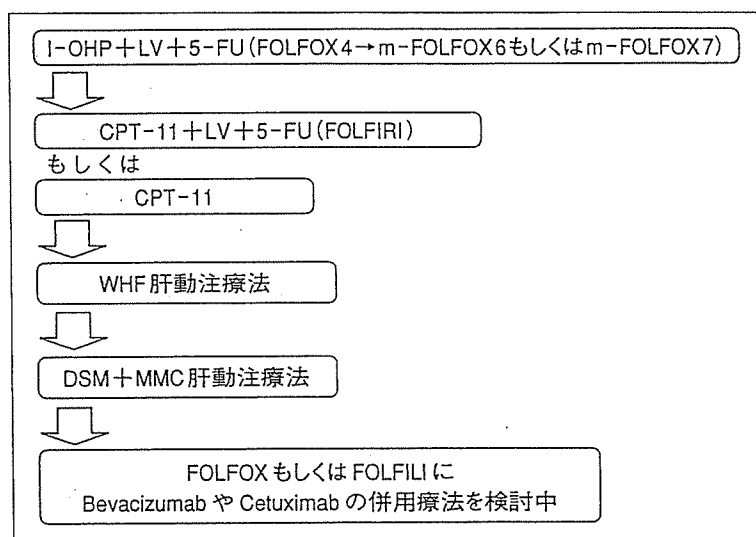 l-OHP＋LV＋5-FU（FOLFOX4→m-FOLFOX6もしくはm-FOLFOX7）
CPT-11＋LV＋5-FU（FOLFIRI）
もしくは
CPT-11
WHF肝動注療法
DSM＋MMC肝動注療法
FOLFOXもしくはFOLFILIに
BevacizumabやCetuximabの併用療法を検討中